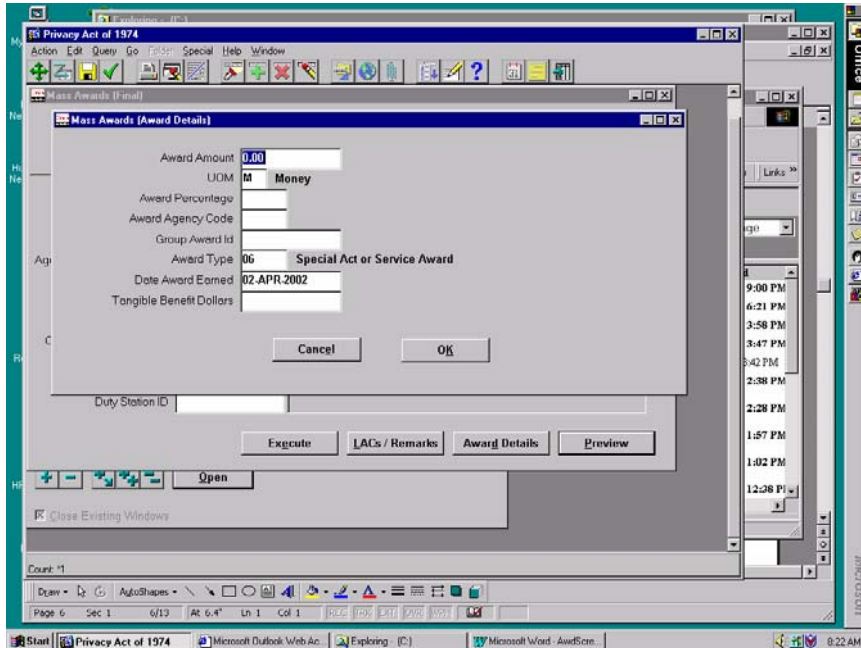 Exploring - (C:)
Privacy Act of 1974
Action Edit Query Go Folder Special Help Window
Mass Awards (Final)
Mass Awards (Award Details)
Award Amount 0.00
UOM M Money
Award Percentage
Award Agency Code
Group Award Id
Award Type 06 Special Act or Service Award
Date Award Earned 02-APR-2002
Tangible Benefit Dollars
Cancel OK
Duty Station ID
Execute LACs / Remarks Award Details Preview
Open
Close Existing Windows
Count: *1
Office
Links »
9:00 PM
6:21 PM
3:58 PM
3:47 PM
3:42 PM
2:38 PM
2:28 PM
1:57 PM
1:02 PM
Draw AutoShapes
Page 6 Sec 1 6/13 At 6.4" Ln 1 Col 1
Start Privacy Act of 1974 Microsoft Outlook Web Ac... Exploring - (C:) Microsoft Word - AwdScre... 8:22 AM